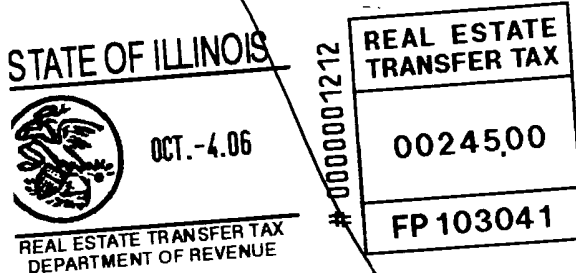 STATE OF ILLINOIS
OCT.-4.06
REAL ESTATE TRANSFER TAX
DEPARTMENT OF REVENUE
# 0000001212
REAL ESTATE
TRANSFER TAX
00245,00
FP 103041